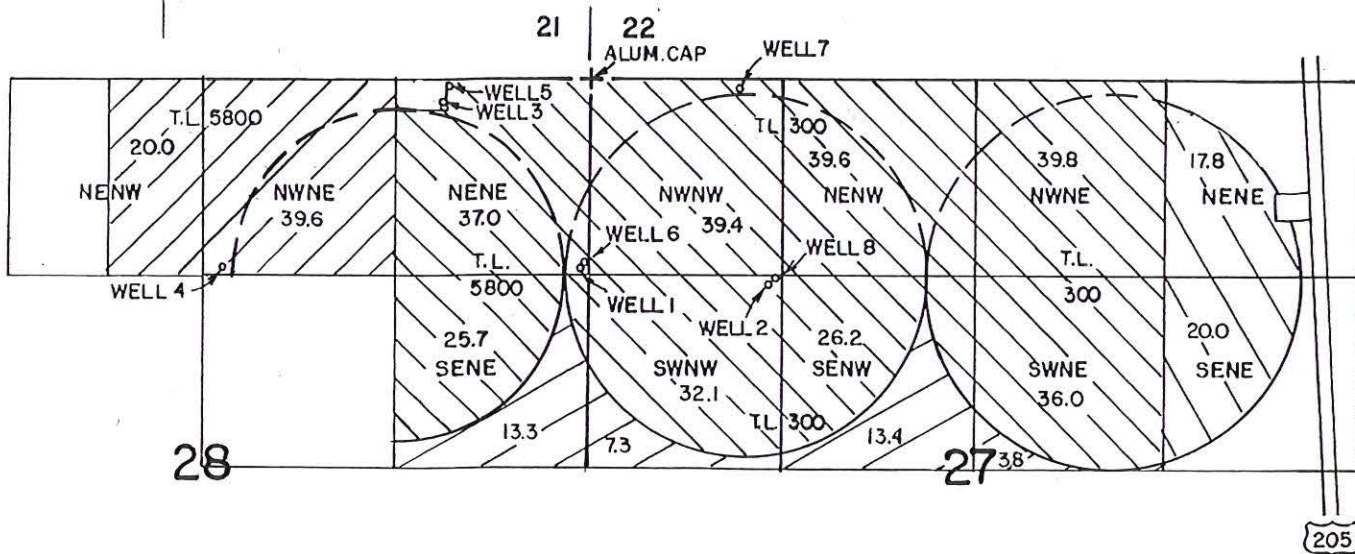 21 22
ALUM. CAP
WELL 7
WELL 5
WELL 3
T.L. 5800
20.0
T.L. 300
39.6
39.8
17.8
NENW
NWNE
39.6
NENE
37.0
NWNW
39.4
NENW
NWNE
NENE
WELL 6
WELL 8
T.L.
5800
T.L.
300
WELL 4
WELL 1
WELL 2
25.7
SENE
SWNW
32.1
26.2
SENW
SWNE
36.0
20.0
SENE
T.L. 300
13.3
7.3
13.4
3.8
28
27
205